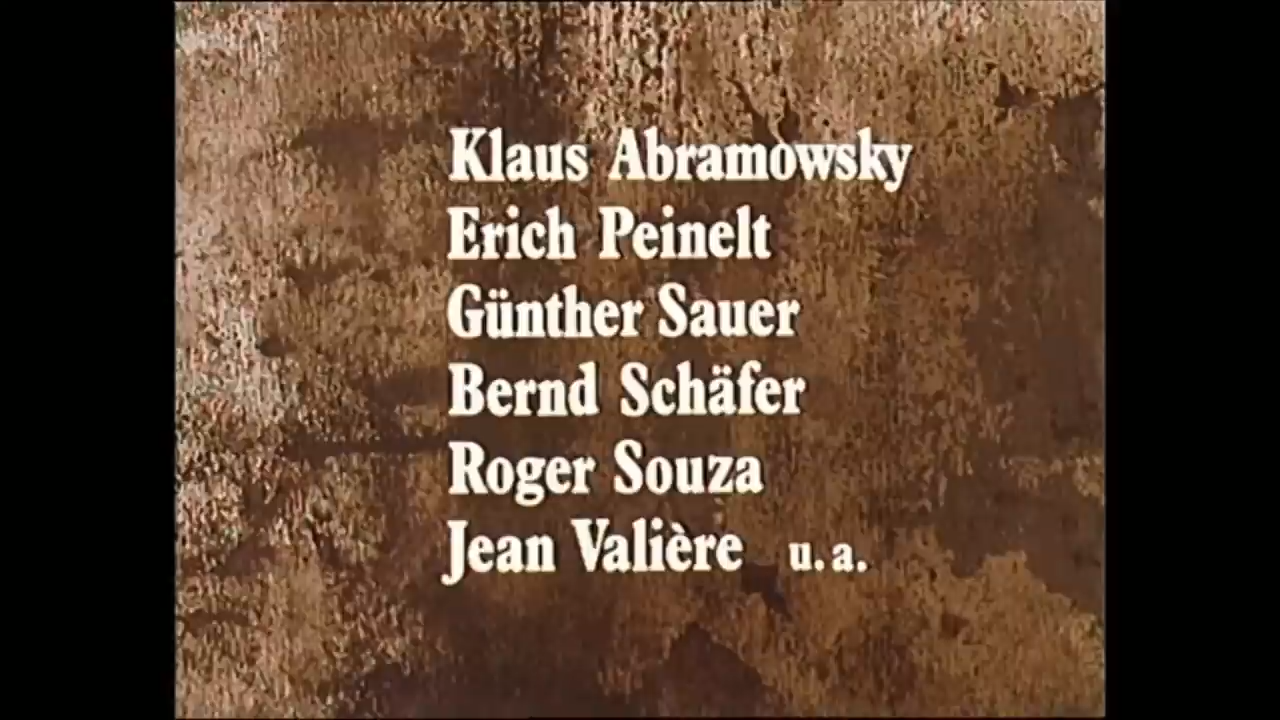 Klaus Abramowsky
Erich Peinelt
Günther Sauer
Bernd Schäfer
Roger Souza
Jean Valière u. a.